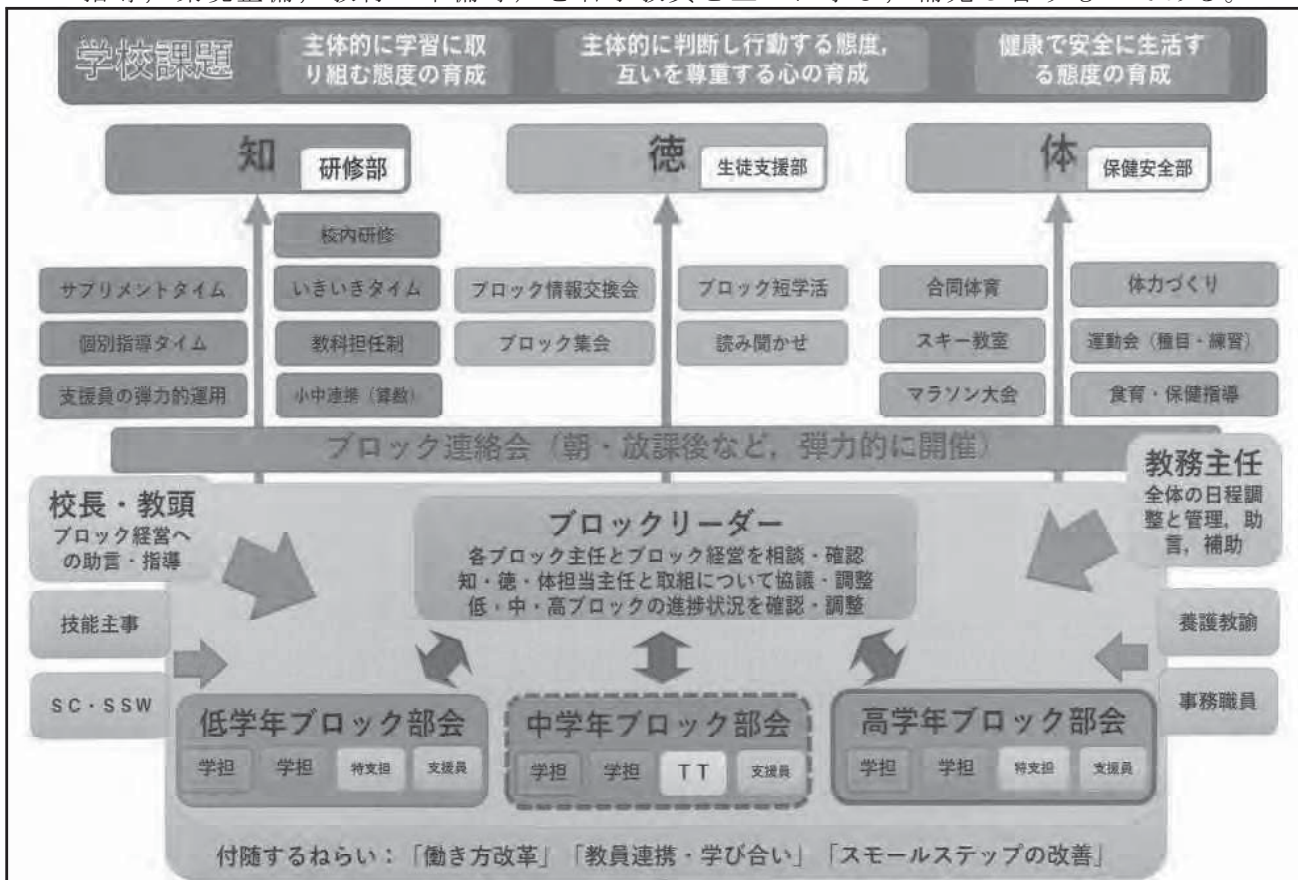 学校課題
主体的に学習に取
り組む態度の育成
主体的に判断し行動する態度,
互いを尊重する心の育成
健康で安全に生活す
る態度の育成
知
研修部
徳
生徒支援部
体
保健安全部
校内研修
サプリメントタイム
いきいきタイム
ブロック情報交換会
ブロック短学活
合同体育
体力づくり
個別指導タイム
教科担任制
ブロック集会
読み聞かせ
スキー教室
運動会（種目・練習）
支援員の弾力的運用
小中連携（算数）
マラソン大会
食育・保健指導
ブロック連絡会（朝・放課後など，弾力的に開催）
校長・教頭
ブロック経営へ
の助言・指導
教務主任
全体の日程調
整と管理，助
言，補助
ブロックリーダー
各ブロック主任とブロック経営を相談・確認
知・徳・体担当主任と取組について協議・調整
低・中・高ブロックの進捗状況を確認・調整
技能主事
SC・SSW
養護教諭
事務職員
低学年ブロック部会
学担 学担 特支担 支援員
中学年ブロック部会
学担 学担 TT 支援員
高学年ブロック部会
学担 学担 特支担 支援員
付随するねらい：「働き方改革」「教員連携・学び合い」「スモールステップの改善」